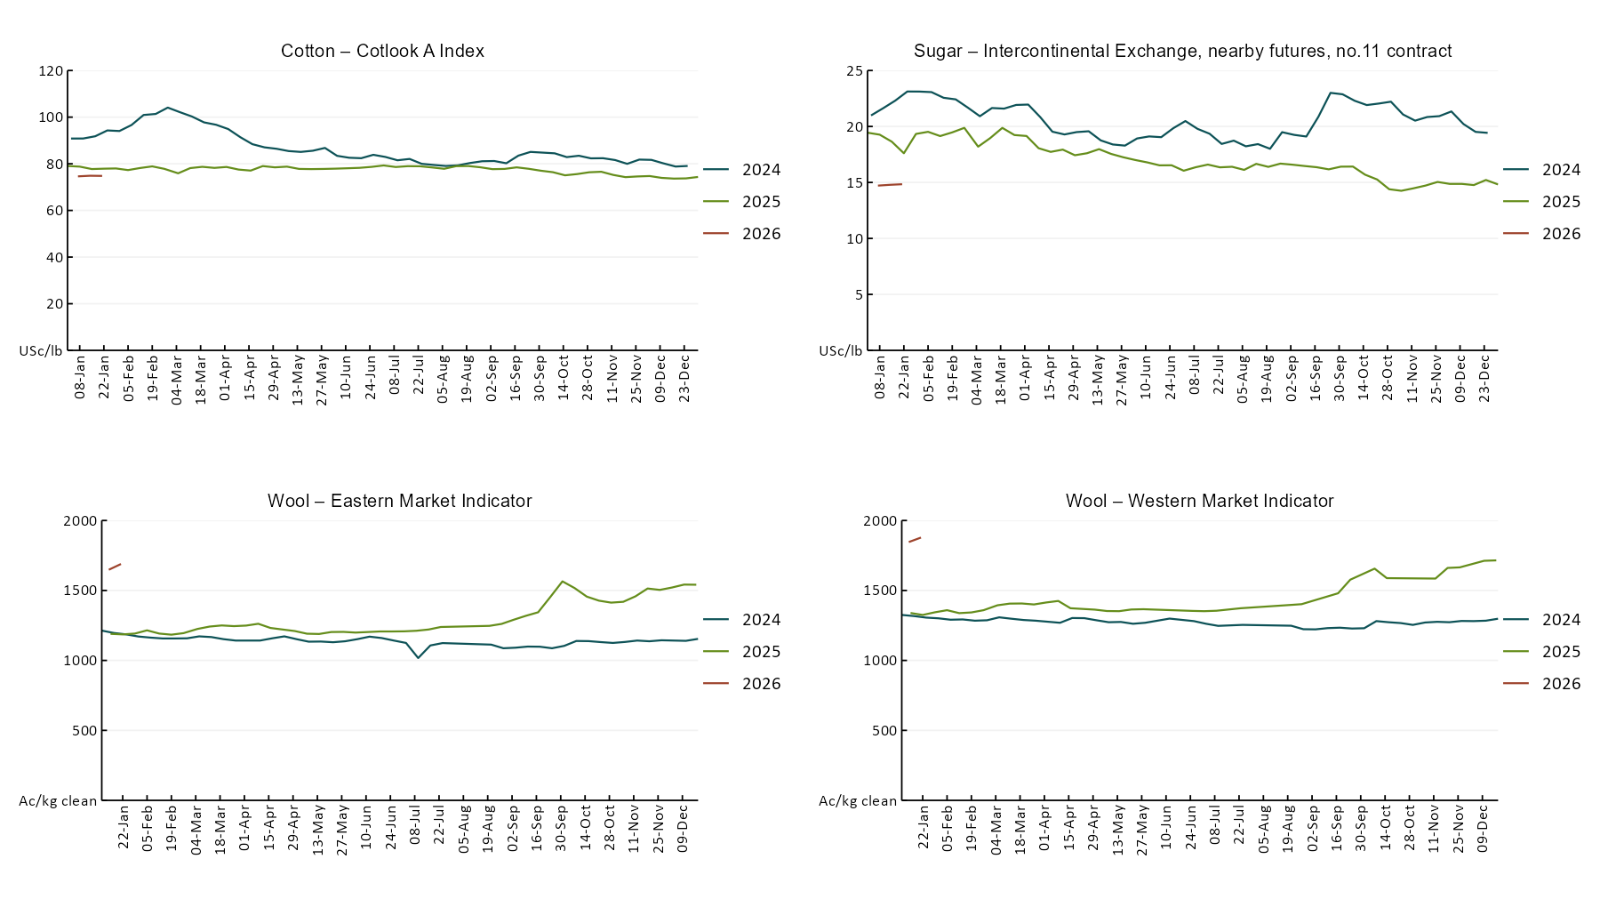 Cotton – Cotlook A Index
120
100
80
60
40
20
USc/lb
08-Jan
22-Jan
05-Feb
19-Feb
04-Mar
18-Mar
01-Apr
15-Apr
29-Apr
13-May
27-May
10-Jun
24-Jun
08-Jul
22-Jul
05-Aug
19-Aug
02-Sep
16-Sep
30-Sep
14-Oct
28-Oct
11-Nov
25-Nov
09-Dec
23-Dec
2024
2025
2026
Sugar – Intercontinental Exchange, nearby futures, no.11 contract
25
20
15
10
5
USc/lb
08-Jan
22-Jan
05-Feb
19-Feb
04-Mar
18-Mar
01-Apr
15-Apr
29-Apr
13-May
27-May
10-Jun
24-Jun
08-Jul
22-Jul
05-Aug
19-Aug
02-Sep
16-Sep
30-Sep
14-Oct
28-Oct
11-Nov
25-Nov
09-Dec
23-Dec
2024
2025
2026
Wool – Eastern Market Indicator
2000
1500
1000
500
Ac/kg clean
22-Jan
05-Feb
19-Feb
04-Mar
18-Mar
01-Apr
15-Apr
29-Apr
13-May
27-May
10-Jun
24-Jun
08-Jul
22-Jul
05-Aug
19-Aug
02-Sep
16-Sep
30-Sep
14-Oct
28-Oct
11-Nov
25-Nov
09-Dec
2024
2025
2026
Wool – Western Market Indicator
2000
1500
1000
500
Ac/kg clean
22-Jan
05-Feb
19-Feb
04-Mar
18-Mar
01-Apr
15-Apr
29-Apr
13-May
27-May
10-Jun
24-Jun
08-Jul
22-Jul
05-Aug
19-Aug
02-Sep
16-Sep
30-Sep
14-Oct
28-Oct
11-Nov
25-Nov
09-Dec
2024
2025
2026